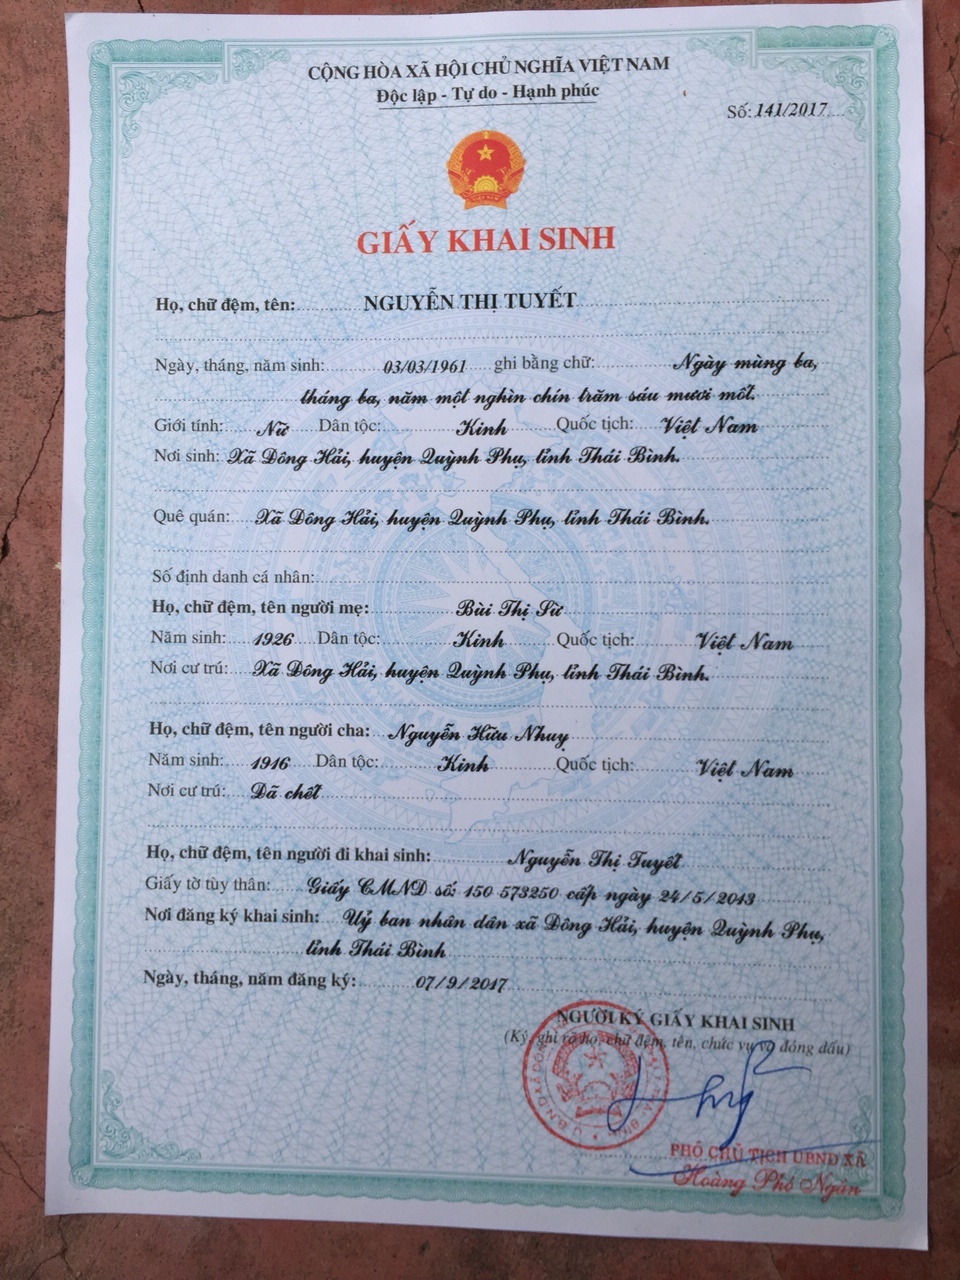 CỘNG HÒA XÃ HỘI CHỦ NGHĨA VIỆT NAM
Độc lập - Tự do - Hạnh phúc
Số: 141/2017
GIẤY KHAI SINH
Họ, chữ đệm, tên: NGUYỄN THỊ TUYẾT
Ngày, tháng, năm sinh: 03/03/1961 ghi bằng chữ: Ngày mùng ba,
tháng ba, năm một nghìn chín trăm sáu mươi mốt.
Giới tính: Nữ Dân tộc: Kinh Quốc tịch: Việt Nam
Nơi sinh: Xã Đông Hải, huyện Quỳnh Phụ, tỉnh Thái Bình.
Quê quán: Xã Đông Hải, huyện Quỳnh Phụ, tỉnh Thái Bình.
Số định danh cá nhân:
Họ, chữ đệm, tên người mẹ: Bùi Thị Sừ
Năm sinh: 1926 Dân tộc: Kinh Quốc tịch: Việt Nam
Nơi cư trú: Xã Đông Hải, huyện Quỳnh Phụ, tỉnh Thái Bình.
Họ, chữ đệm, tên người cha: Nguyễn Hữu Nhuỵ
Năm sinh: 1916 Dân tộc: Kinh Quốc tịch: Việt Nam
Nơi cư trú: Đã chết
Họ, chữ đệm, tên người đi khai sinh: Nguyễn Thị Tuyết
Giấy tờ tùy thân: Giấy CMND số: 150 573250 cấp ngày 24/5/2013
Nơi đăng ký khai sinh: Uỷ ban nhân dân xã Đông Hải, huyện Quỳnh Phụ,
tỉnh Thái Bình
Ngày, tháng, năm đăng ký: 07/9/2017
NGƯỜI KÝ GIẤY KHAI SINH
(Ký, ghi rõ họ, chữ đệm, tên, chức vụ và đóng dấu)
PHÓ CHỦ TỊCH UBND XÃ
Hoàng Phó Ngân